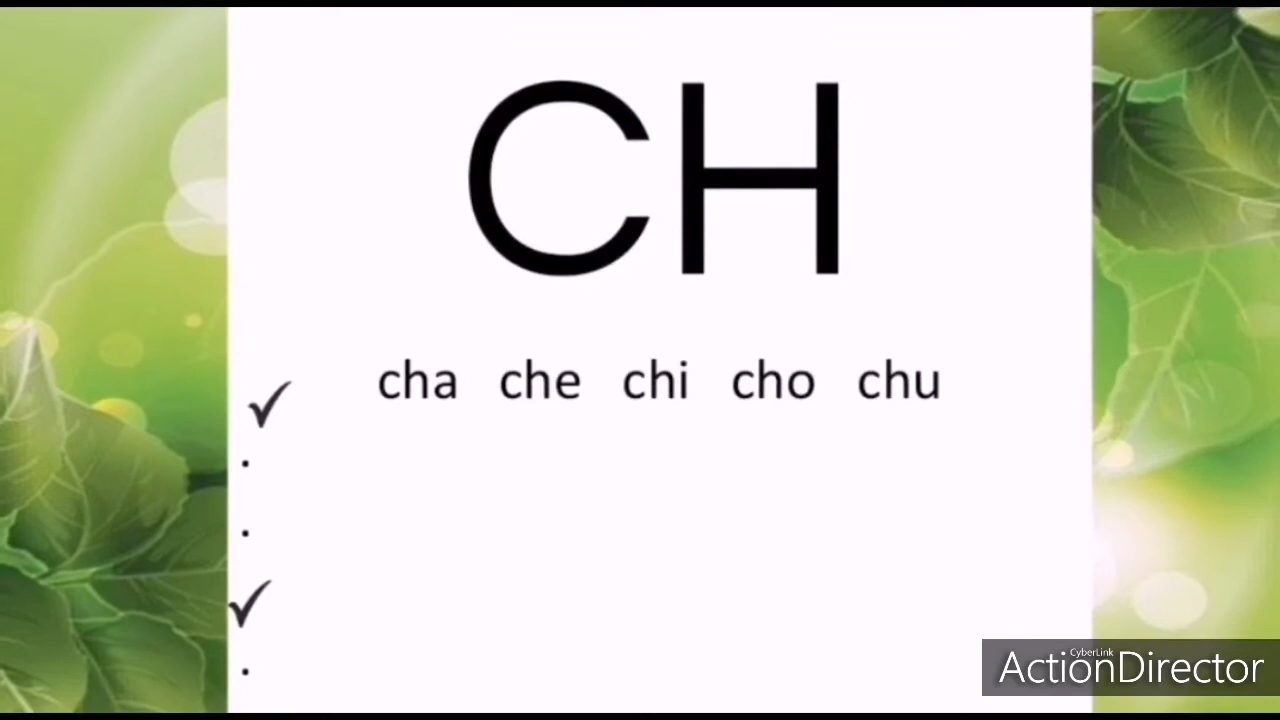 CH
cha che chi cho chu
✓
·
·
✓
·
CyberLink
ActionDirector